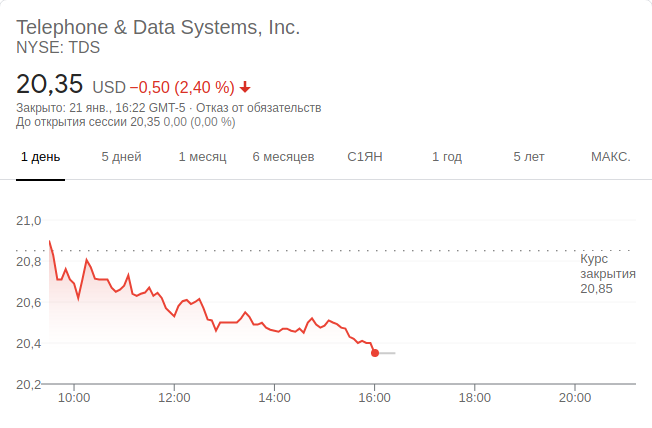 Telephone & Data Systems, Inc.
NYSE: TDS
20,35 USD −0,50 (2,40 %)
Закрыто: 21 янв., 16:22 GMT-5 · Отказ от обязательств
До открытия сессии 20,35 0,00 (0,00 %)
1 день 5 дней 1 месяц 6 месяцев С1ЯН 1 год 5 лет МАКС.
21,0
20,8
20,6
20,4
20,2
Курс
закрытия
20,85
10:00 12:00 14:00 16:00 18:00 20:00